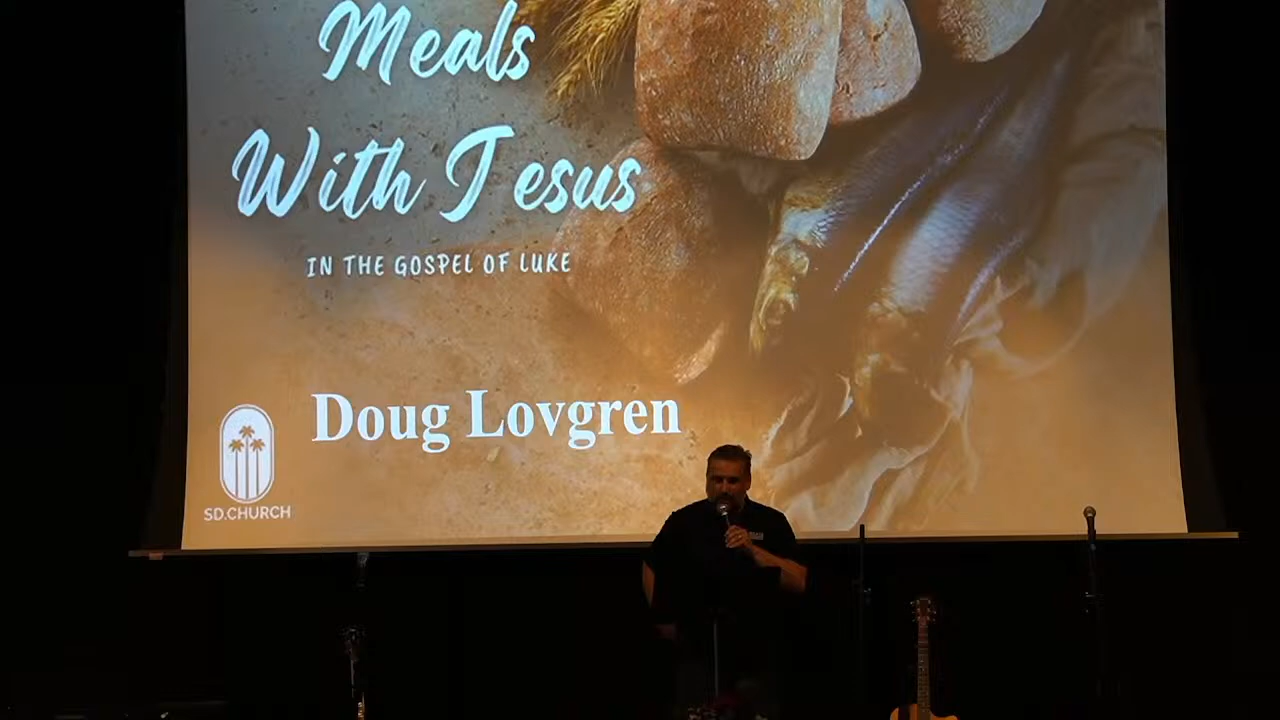 Meals
With Jesus
IN THE GOSPEL OF LUKE
Doug Lovgren
SD.CHURCH